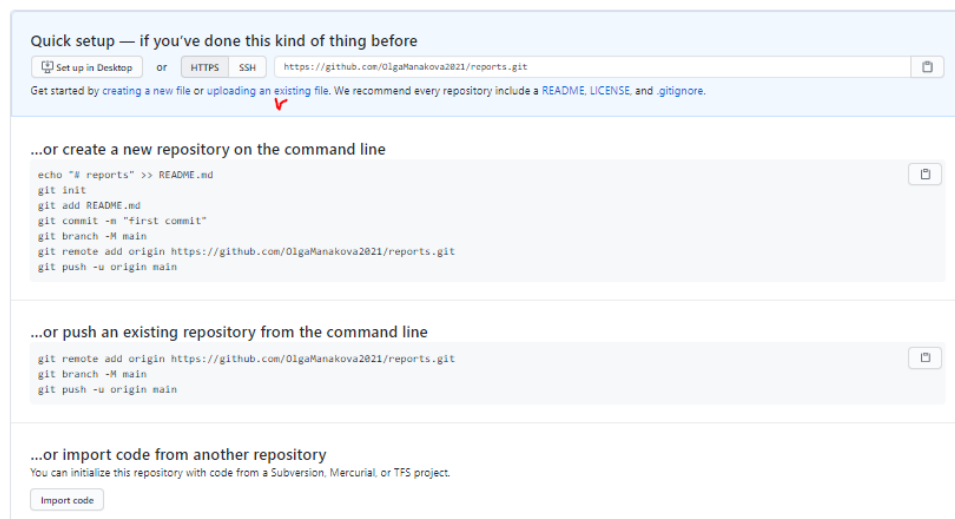 Quick setup — if you've done this kind of thing before
Set up in Desktop or HTTPS SSH https://github.com/OlgaManakova2021/reports.git
Get started by creating a new file or uploading an existing file. We recommend every repository include a README, LICENSE, and .gitignore.
...or create a new repository on the command line
echo "# reports" >> README.md
git init
git add README.md
git commit -m "first commit"
git branch -M main
git remote add origin https://github.com/OlgaManakova2021/reports.git
git push -u origin main
...or push an existing repository from the command line
git remote add origin https://github.com/OlgaManakova2021/reports.git
git branch -M main
git push -u origin main
...or import code from another repository
You can initialize this repository with code from a Subversion, Mercurial, or TFS project.
Import code